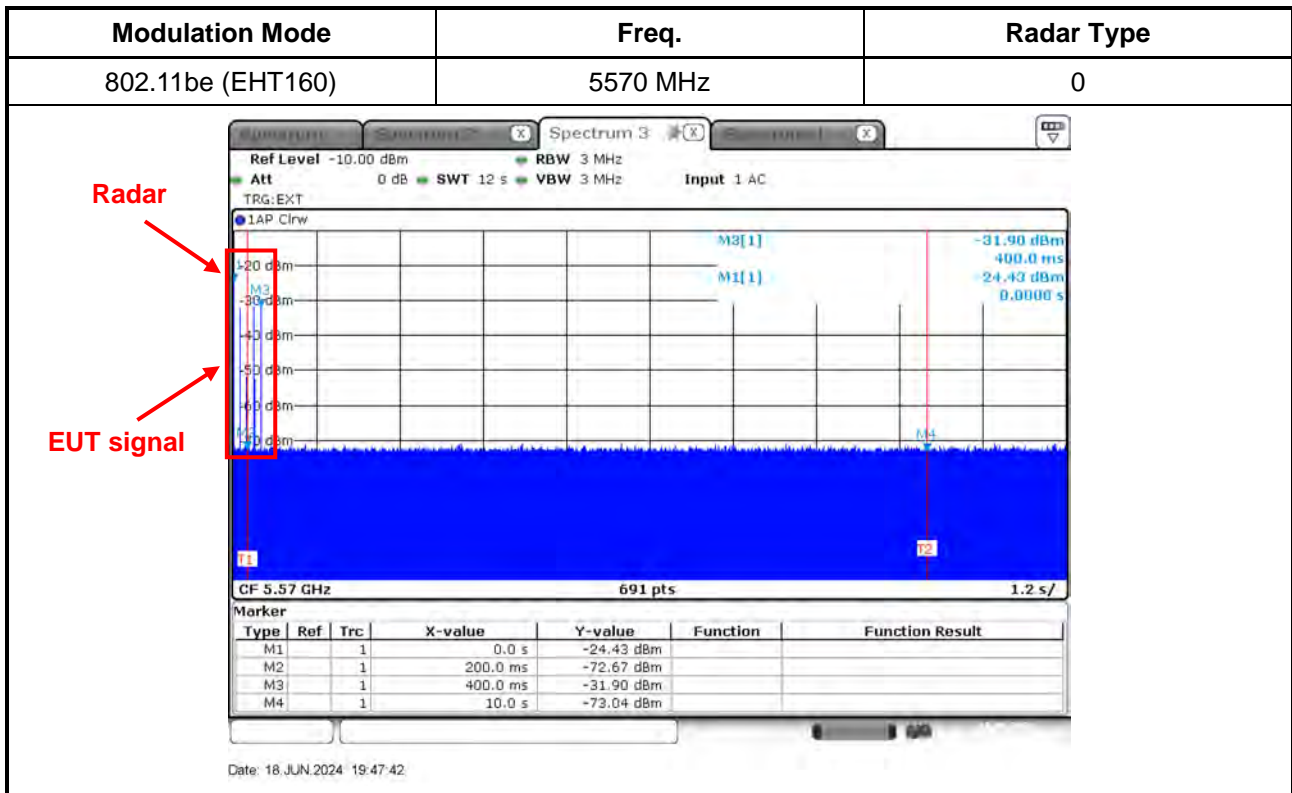 Modulation Mode Freq. Radar Type
802.11be (EHT160) 5570 MHz 0
Spectrum 3
Ref Level -10.00 dBm RBW 3 MHz
Att 0 dB SWT 12 s VBW 3 MHz Input 1 AC
TRG:EXT
1AP Clrw
Radar
M3[1] -31.90 dBm
400.0 ms
M1[1] -24.43 dBm
0.0000 s
-20 dBm
M3
-30 dBm
-40 dBm
-50 dBm
-60 dBm
EUT signal
-70 dBm
M4
T1
T2
CF 5.57 GHz 691 pts 1.2 s/
Marker
Type Ref Trc X-value Y-value Function Function Result
M1 1 0.0 s -24.43 dBm
M2 1 200.0 ms -72.67 dBm
M3 1 400.0 ms -31.90 dBm
M4 1 10.0 s -73.04 dBm
Date: 18.JUN.2024 19:47:42